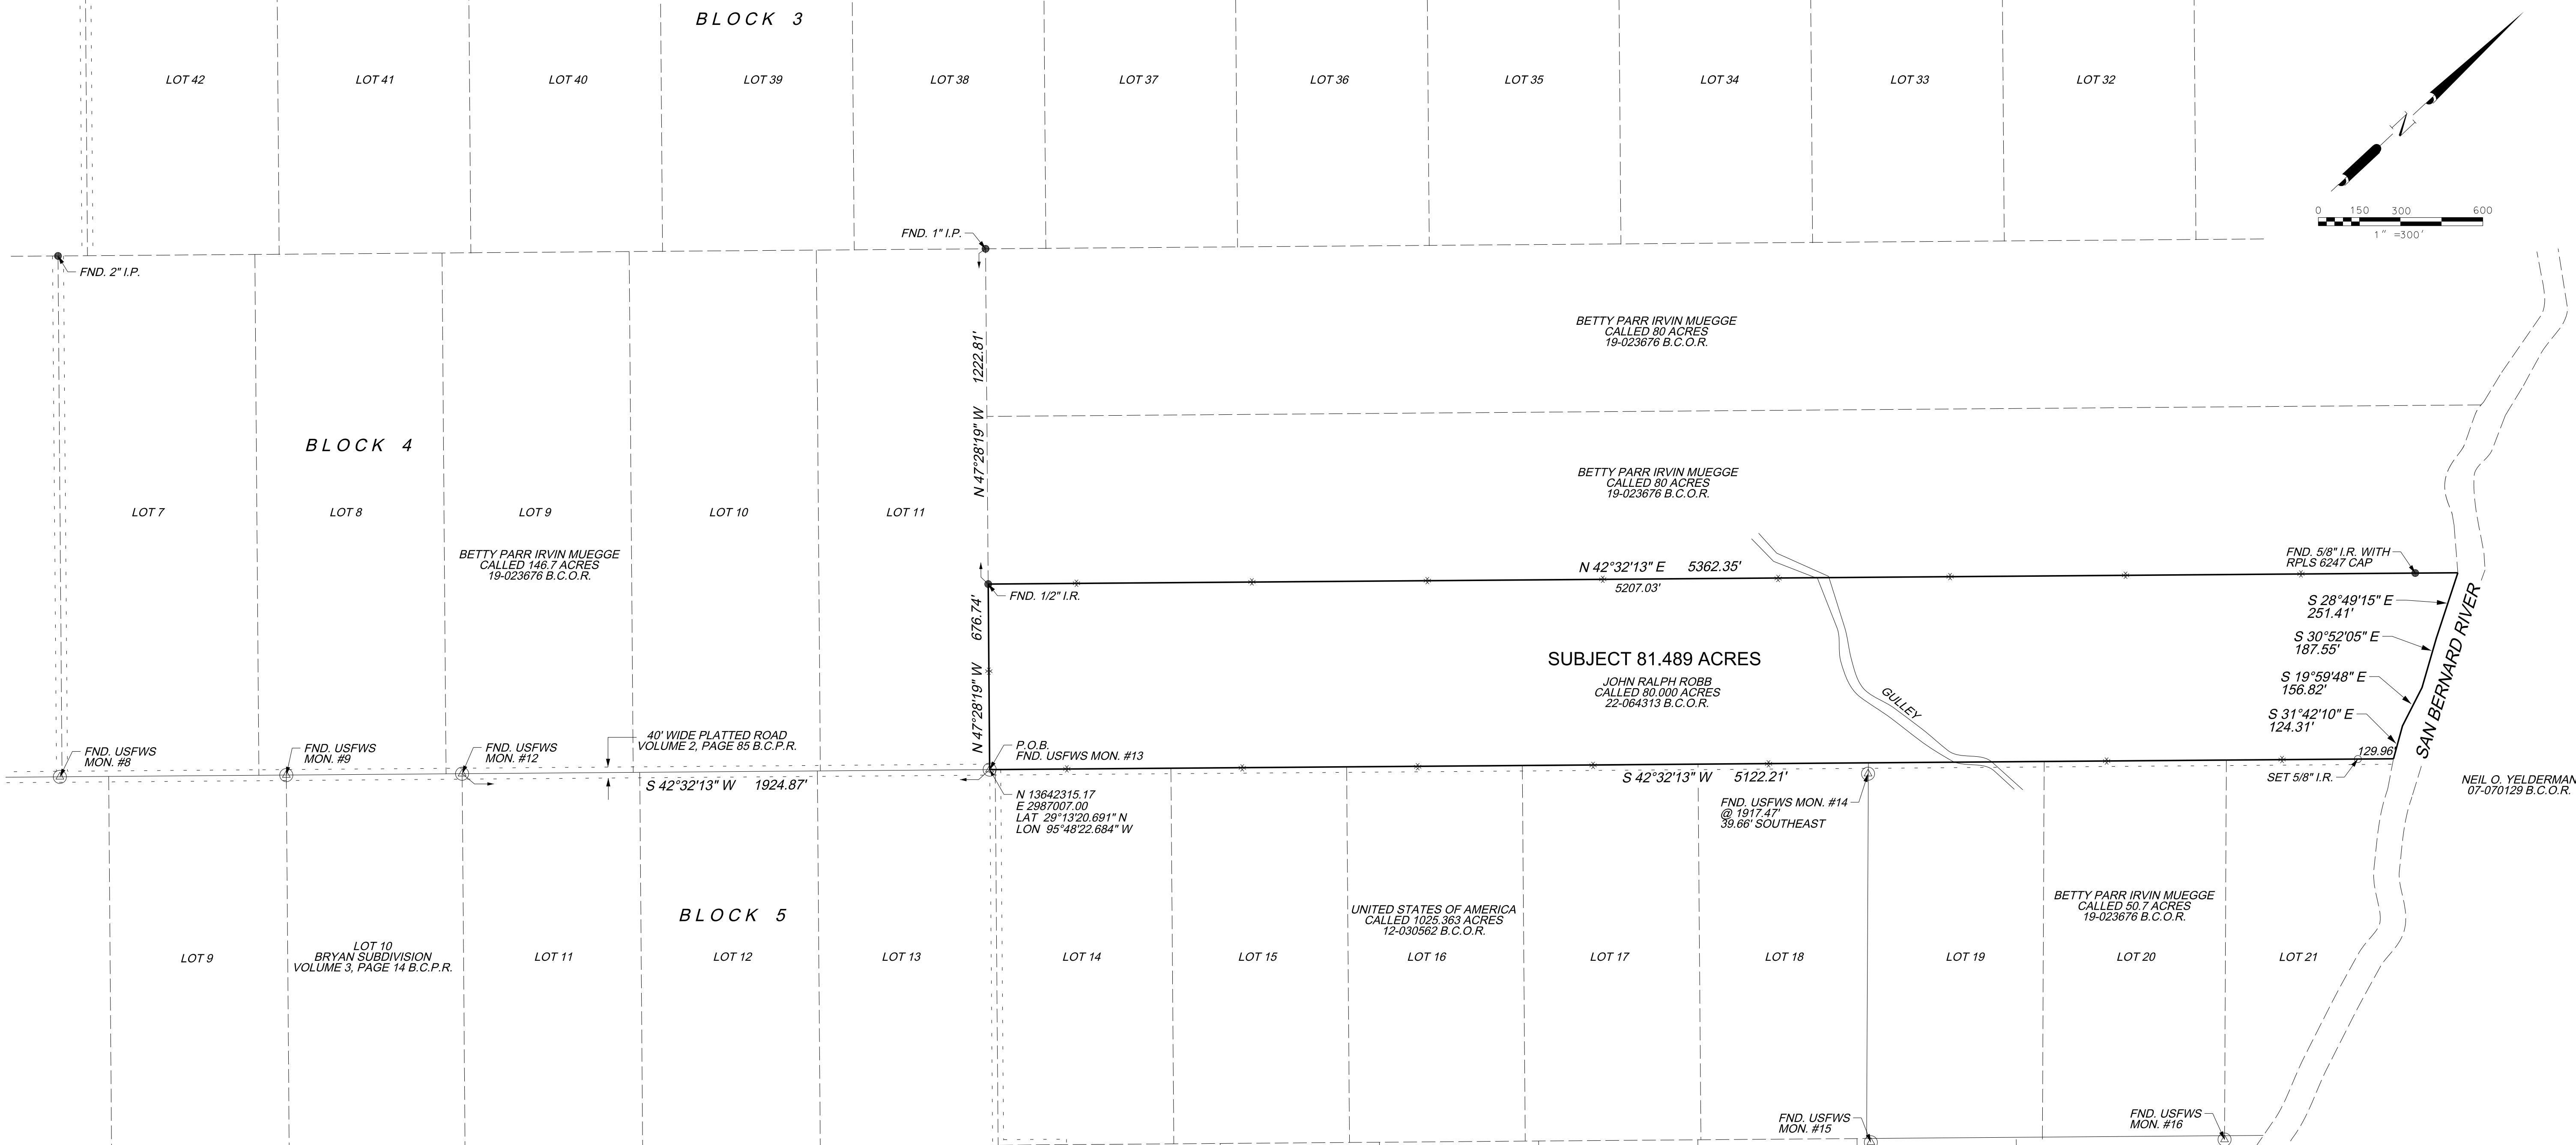 BLOCK 3
LOT 42
LOT 41
LOT 40
LOT 39
LOT 38
LOT 37
LOT 36
LOT 35
LOT 34
LOT 33
LOT 32
N
0 150 300 600
1" =300'
FND. 2" I.P.
FND. 1" I.P.
BETTY PARR IRVIN MUEGGE
CALLED 80 ACRES
19-023676 B.C.O.R.
N 47°28'19" W 1222.81'
BLOCK 4
BETTY PARR IRVIN MUEGGE
CALLED 80 ACRES
19-023676 B.C.O.R.
LOT 7
LOT 8
LOT 9
LOT 10
LOT 11
BETTY PARR IRVIN MUEGGE
CALLED 146.7 ACRES
19-023676 B.C.O.R.
N 42°32'13" E 5362.35'
5207.03'
FND. 5/8" I.R. WITH
RPLS 6247 CAP
FND. 1/2" I.R.
N 47°28'19" W 676.74'
S 28°49'15" E
251.41'
S 30°52'05" E
187.55'
S 19°59'48" E
156.82'
S 31°42'10" E
124.31'
SAN BERNARD RIVER
SUBJECT 81.489 ACRES
JOHN RALPH ROBB
CALLED 80.000 ACRES
22-064313 B.C.O.R.
GULLEY
FND. USFWS
MON. #8
FND. USFWS
MON. #9
FND. USFWS
MON. #12
40' WIDE PLATTED ROAD
VOLUME 2, PAGE 85 B.C.P.R.
P.O.B.
FND. USFWS MON. #13
129.96'
S 42°32'13" W 1924.87'
S 42°32'13" W 5122.21'
SET 5/8" I.R.
NEIL O. YELDERMAN
07-070129 B.C.O.R.
N 13642315.17
E 2987007.00
LAT 29°13'20.691" N
LON 95°48'22.684" W
FND. USFWS MON. #14
@ 1917.47'
39.66' SOUTHEAST
BLOCK 5
UNITED STATES OF AMERICA
CALLED 1025.363 ACRES
12-030562 B.C.O.R.
BETTY PARR IRVIN MUEGGE
CALLED 50.7 ACRES
19-023676 B.C.O.R.
LOT 9
LOT 10
BRYAN SUBDIVISION
VOLUME 3, PAGE 14 B.C.P.R.
LOT 11
LOT 12
LOT 13
LOT 14
LOT 15
LOT 16
LOT 17
LOT 18
LOT 19
LOT 20
LOT 21
FND. USFWS
MON. #15
FND. USFWS
MON. #16